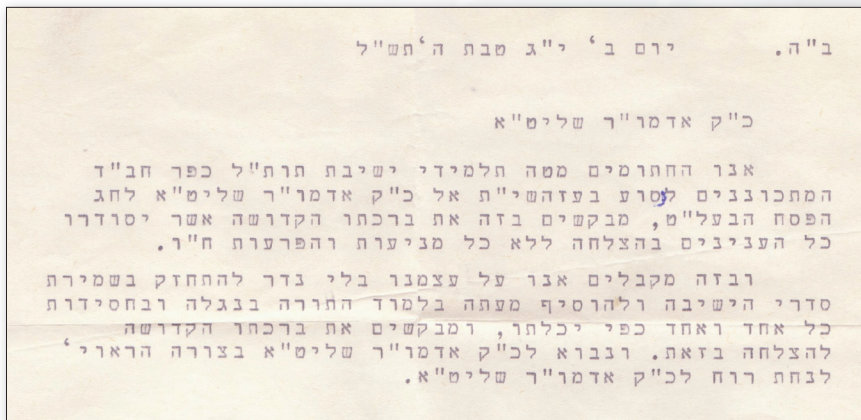 ב"ה. יום ב' י"ג טבת ה'תש"ל
כ"ק אדמו"ר שליט"א
אנו החתומים מטה תלמידי ישיבת תות"ל כפר חב"ד
המתכוננים לסוע בעזהשי"ת אל כ"ק אדמו"ר שליט"א לחג
הפסח הבעל"ט, מבקשים בזה את ברכתו הקדושה אשר יסודרו
כל הענינים בהצלחה ללא כל מניעות והפרעות ח"ו.
ובזה מקבלים אנו על עצמנו בלי נדר להתחזק בשמירת
סדרי הישיבה ולהוסיף מעתה בלמוד התורה בנגלה ובחסידות
כל אחד ואחד כפי יכלתו, ומבקשים את ברכתו הקדושה
להצלחה בזאת. ונבוא לכ"ק אדמו"ר שליט"א בצורה הראוי'
לנחת רוח לכ"ק אדמו"ר שליט"א.